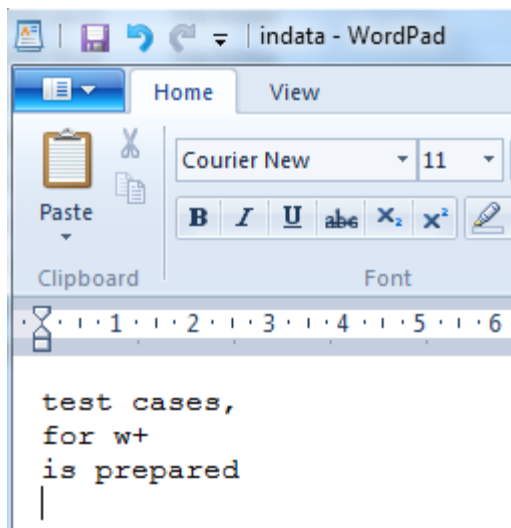 indata - WordPad
Home View
Courier New 11
Paste
B I U abc X₂ X²
Clipboard Font
1 2 3 4 5 6
test cases,
for w+
is prepared